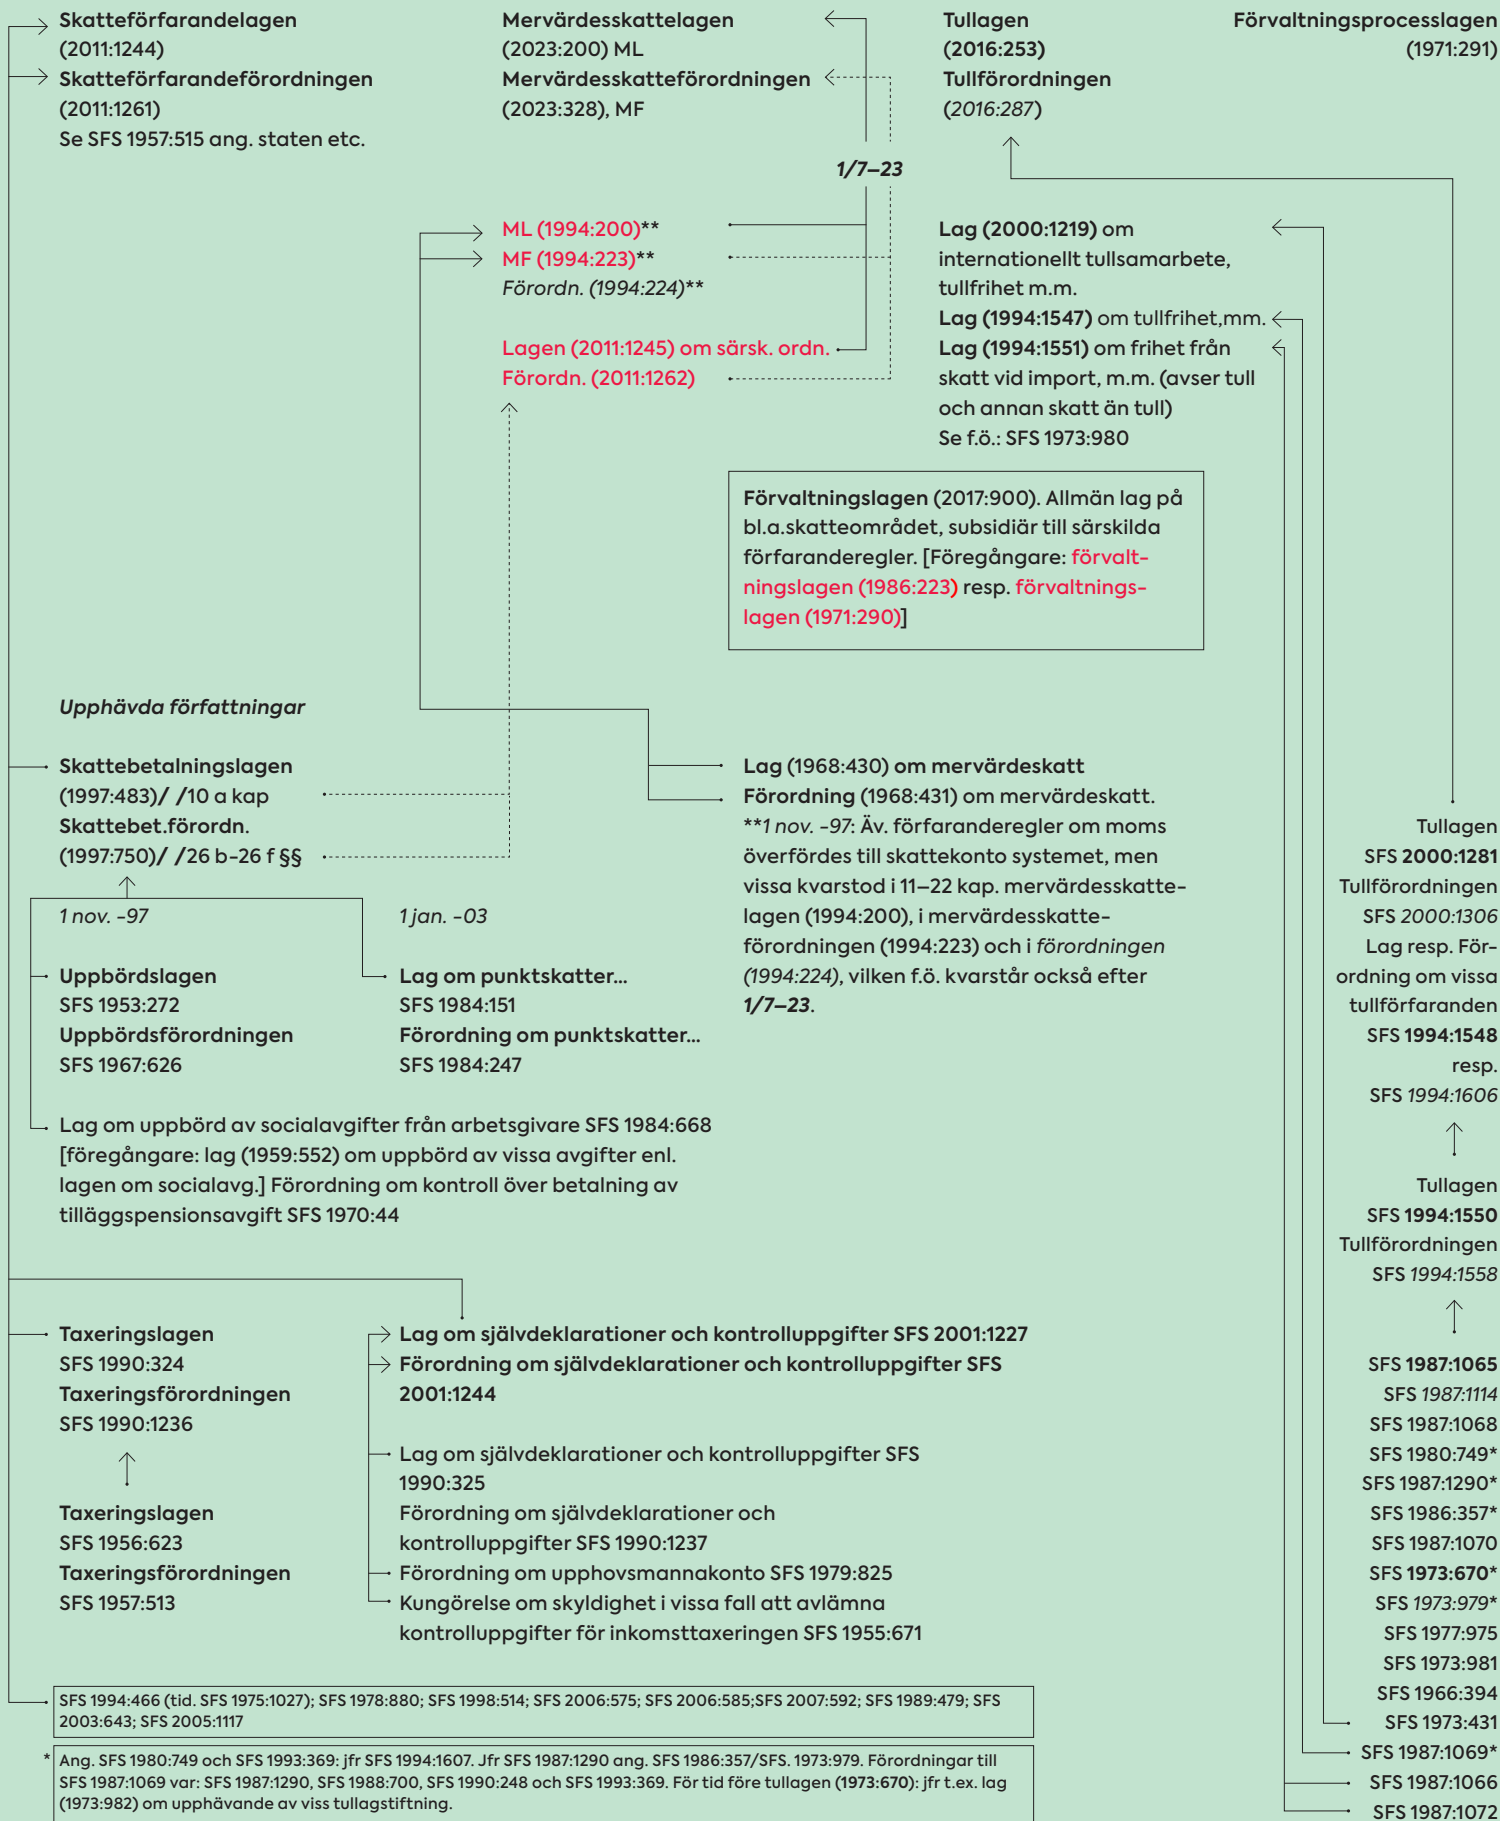 Skatteförfarandelagen
(2011:1244)
Skatteförfarandeförordningen
(2011:1261)
Se SFS 1957:515 ang. staten etc.
Mervärdesskattelagen
(2023:200) ML
Mervärdesskatteförordningen
(2023:328), MF
Tullagen
(2016:253)
Tullförordningen
(2016:287)
Förvaltningsprocesslagen
(1971:291)
1/7–23
ML (1994:200)**
MF (1994:223)**
Förordn. (1994:224)**
Lagen (2011:1245) om särsk. ordn.
Förordn. (2011:1262)
Lag (2000:1219) om
internationellt tullsamarbete,
tullfrihet m.m.
Lag (1994:1547) om tullfrihet,mm.
Lag (1994:1551) om frihet från
skatt vid import, m.m. (avser tull
och annan skatt än tull)
Se f.ö.: SFS 1973:980
Förvaltningslagen (2017:900). Allmän lag på
bl.a.skatteområdet, subsidiär till särskilda
förfaranderegler. [Föregångare: förvalt-
ningslagen (1986:223) resp. förvaltnings-
lagen (1971:290)]
Upphävda författningar
Skattebetalningslagen
(1997:483)/ /10 a kap
Skattebet.förordn.
(1997:750)/ /26 b-26 f §§
1 nov. -97
1 jan. -03
Uppbördslagen
SFS 1953:272
Uppbördsförordningen
SFS 1967:626
Lag om punktskatter...
SFS 1984:151
Förordning om punktskatter...
SFS 1984:247
Lag (1968:430) om mervärdeskatt
Förordning (1968:431) om mervärdeskatt.
**1 nov. -97: Äv. förfaranderegler om moms
överfördes till skattekonto systemet, men
vissa kvarstod i 11–22 kap. mervärdesskatte-
lagen (1994:200), i mervärdesskatte-
förordningen (1994:223) och i förordningen
(1994:224), vilken f.ö. kvarstår också efter
1/7–23.
Lag om uppbörd av socialavgifter från arbetsgivare SFS 1984:668
[föregångare: lag (1959:552) om uppbörd av vissa avgifter enl.
lagen om socialavg.] Förordning om kontroll över betalning av
tilläggspensionsavgift SFS 1970:44
Taxeringslagen
SFS 1990:324
Taxeringsförordningen
SFS 1990:1236
Taxeringslagen
SFS 1956:623
Taxeringsförordningen
SFS 1957:513
Lag om självdeklarationer och kontrolluppgifter SFS 2001:1227
Förordning om självdeklarationer och kontrolluppgifter SFS
2001:1244
Lag om självdeklarationer och kontrolluppgifter SFS
1990:325
Förordning om självdeklarationer och
kontrolluppgifter SFS 1990:1237
Förordning om upphovsmannakonto SFS 1979:825
Kungörelse om skyldighet i vissa fall att avlämna
kontrolluppgifter för inkomsttaxeringen SFS 1955:671
Tullagen
SFS 2000:1281
Tullförordningen
SFS 2000:1306
Lag resp. För-
ordning om vissa
tullförfaranden
SFS 1994:1548
resp.
SFS 1994:1606
Tullagen
SFS 1994:1550
Tullförordningen
SFS 1994:1558
SFS 1987:1065
SFS 1987:1114
SFS 1987:1068
SFS 1980:749*
SFS 1987:1290*
SFS 1986:357*
SFS 1987:1070
SFS 1973:670*
SFS 1973:979*
SFS 1977:975
SFS 1973:981
SFS 1966:394
SFS 1973:431
SFS 1987:1069*
SFS 1987:1066
SFS 1987:1072
SFS 1994:466 (tid. SFS 1975:1027); SFS 1978:880; SFS 1998:514; SFS 2006:575; SFS 2006:585;SFS 2007:592; SFS 1989:479; SFS
2003:643; SFS 2005:1117
* Ang. SFS 1980:749 och SFS 1993:369: jfr SFS 1994:1607. Jfr SFS 1987:1290 ang. SFS 1986:357/SFS. 1973:979. Förordningar till
SFS 1987:1069 var: SFS 1987:1290, SFS 1988:700, SFS 1990:248 och SFS 1993:369. För tid före tullagen (1973:670): jfr t.ex. lag
(1973:982) om upphävande av viss tullagstiftning.